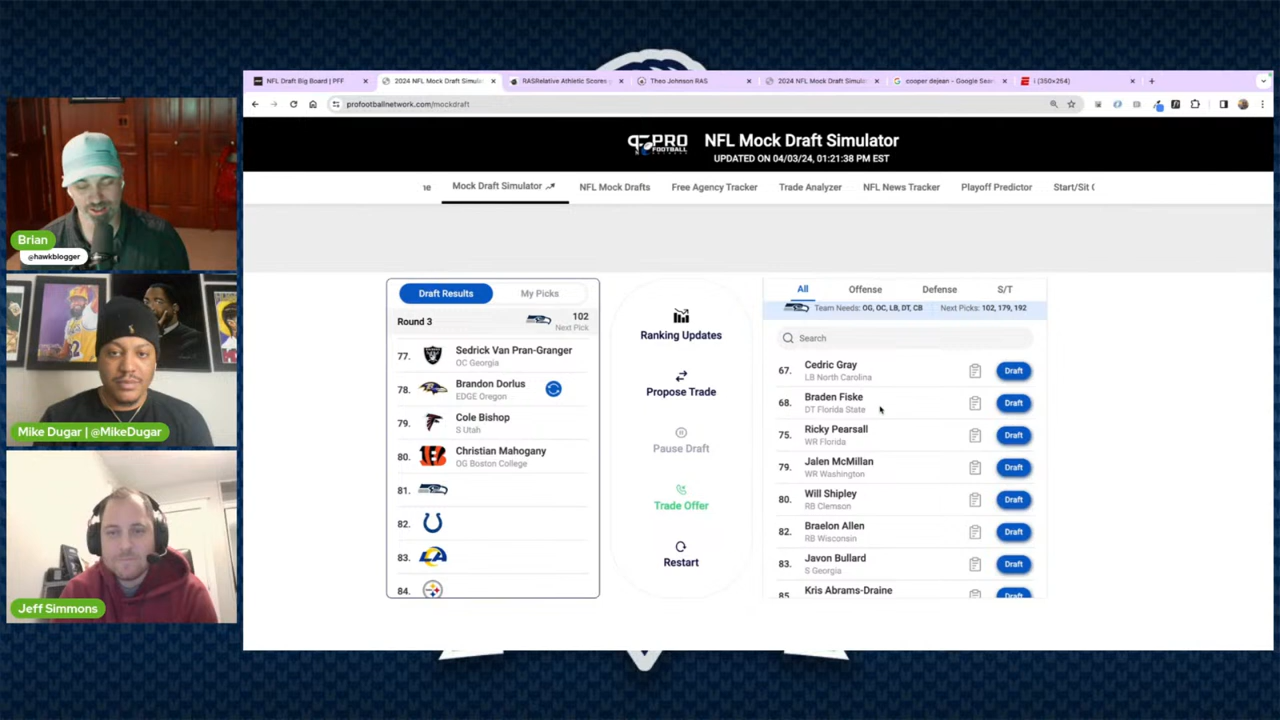 NFL Draft Big Board | PFF
2024 NFL Mock Draft Simula
RASRelative Athletic Scores
Theo Johnson RAS
2024 NFL Mock Draft Simula
cooper dejean - Google Sear
i (350×254)
profootballnetwork.com/mockdraft
PRO
FOOTBALL
NFL Mock Draft Simulator
UPDATED ON 04/03/24, 01:21:38 PM EST
ne
Mock Draft Simulator
NFL Mock Drafts
Free Agency Tracker
Trade Analyzer
NFL News Tracker
Playoff Predictor
Start/Sit
Brian
@hawkblogger
Mike Dugar | @MikeDugar
Jeff Simmons
Draft Results
My Picks
Round 3
102
Next Pick
77.
Sedrick Van Pran-Granger
OC Georgia
78.
Brandon Dorlus
EDGE Oregon
79.
Cole Bishop
S Utah
80.
Christian Mahogany
OG Boston College
81.
82.
83.
84.
Ranking Updates
Propose Trade
Pause Draft
Trade Offer
Restart
All
Offense
Defense
S/T
Team Needs: OG, OC, LB, DT, CB
Next Picks: 102, 179, 192
Search
67.
Cedric Gray
LB North Carolina
Draft
68.
Braden Fiske
DT Florida State
Draft
75.
Ricky Pearsall
WR Florida
Draft
79.
Jalen McMillan
WR Washington
Draft
80.
Will Shipley
RB Clemson
Draft
82.
Braelon Allen
RB Wisconsin
Draft
83.
Javon Bullard
S Georgia
Draft
85.
Kris Abrams-Draine
Draft